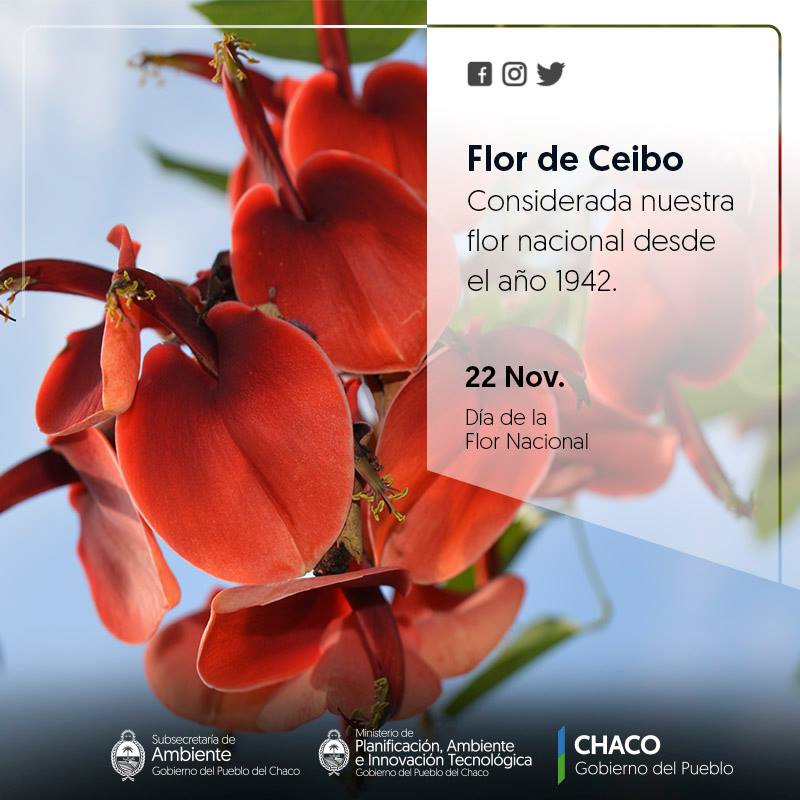 Flor de Ceibo
Considerada nuestra
flor nacional desde
el año 1942.
22 Nov.
Día de la
Flor Nacional
Subsecretaría de
Ambiente
Gobierno del Pueblo del Chaco
Ministerio de
Planificación, Ambiente
e Innovación Tecnológica
Gobierno del Pueblo del Chaco
CHACO
Gobierno del Pueblo